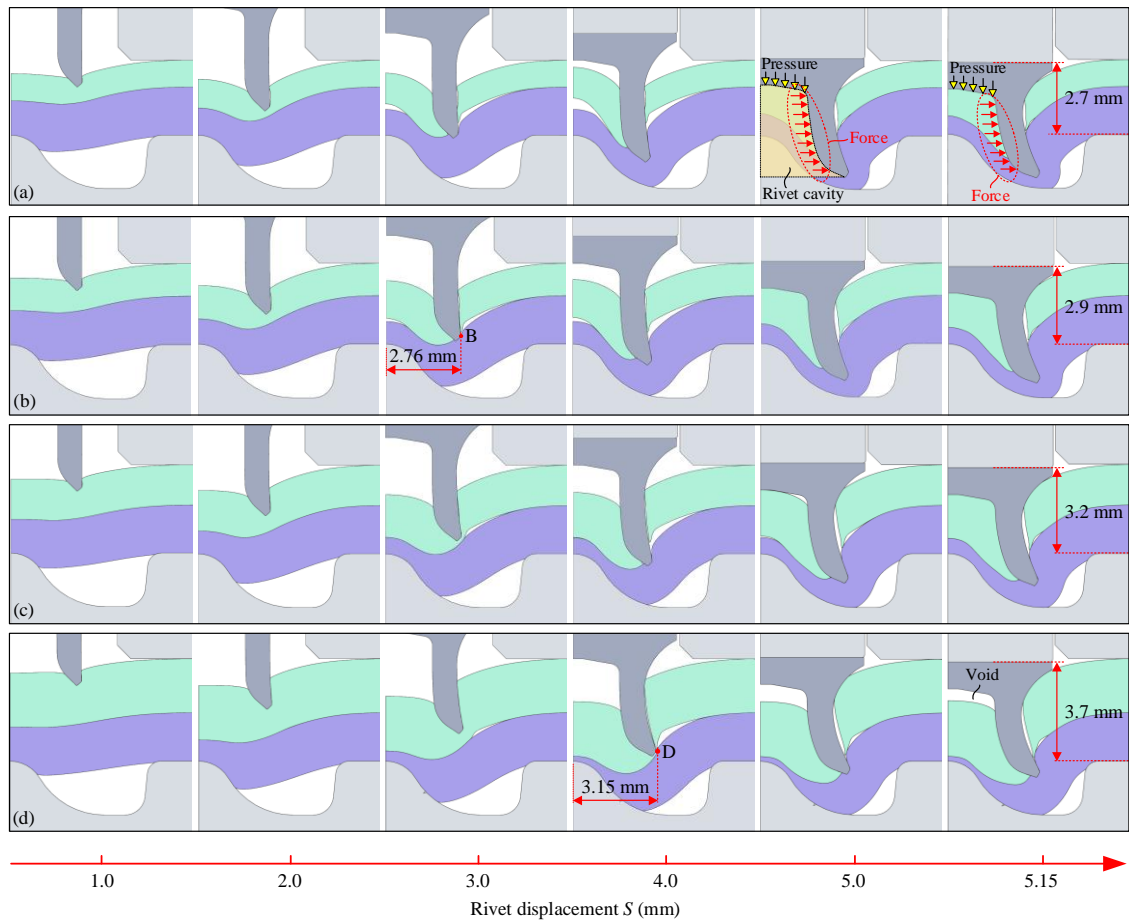 Pressure
Pressure
2.7 mm
Force
Rivet cavity
Force
(a)
B
2.76 mm
2.9 mm
(b)
3.2 mm
(c)
Void
D
3.15 mm
3.7 mm
(d)
1.0 2.0 3.0 4.0 5.0 5.15
Rivet displacement S (mm)